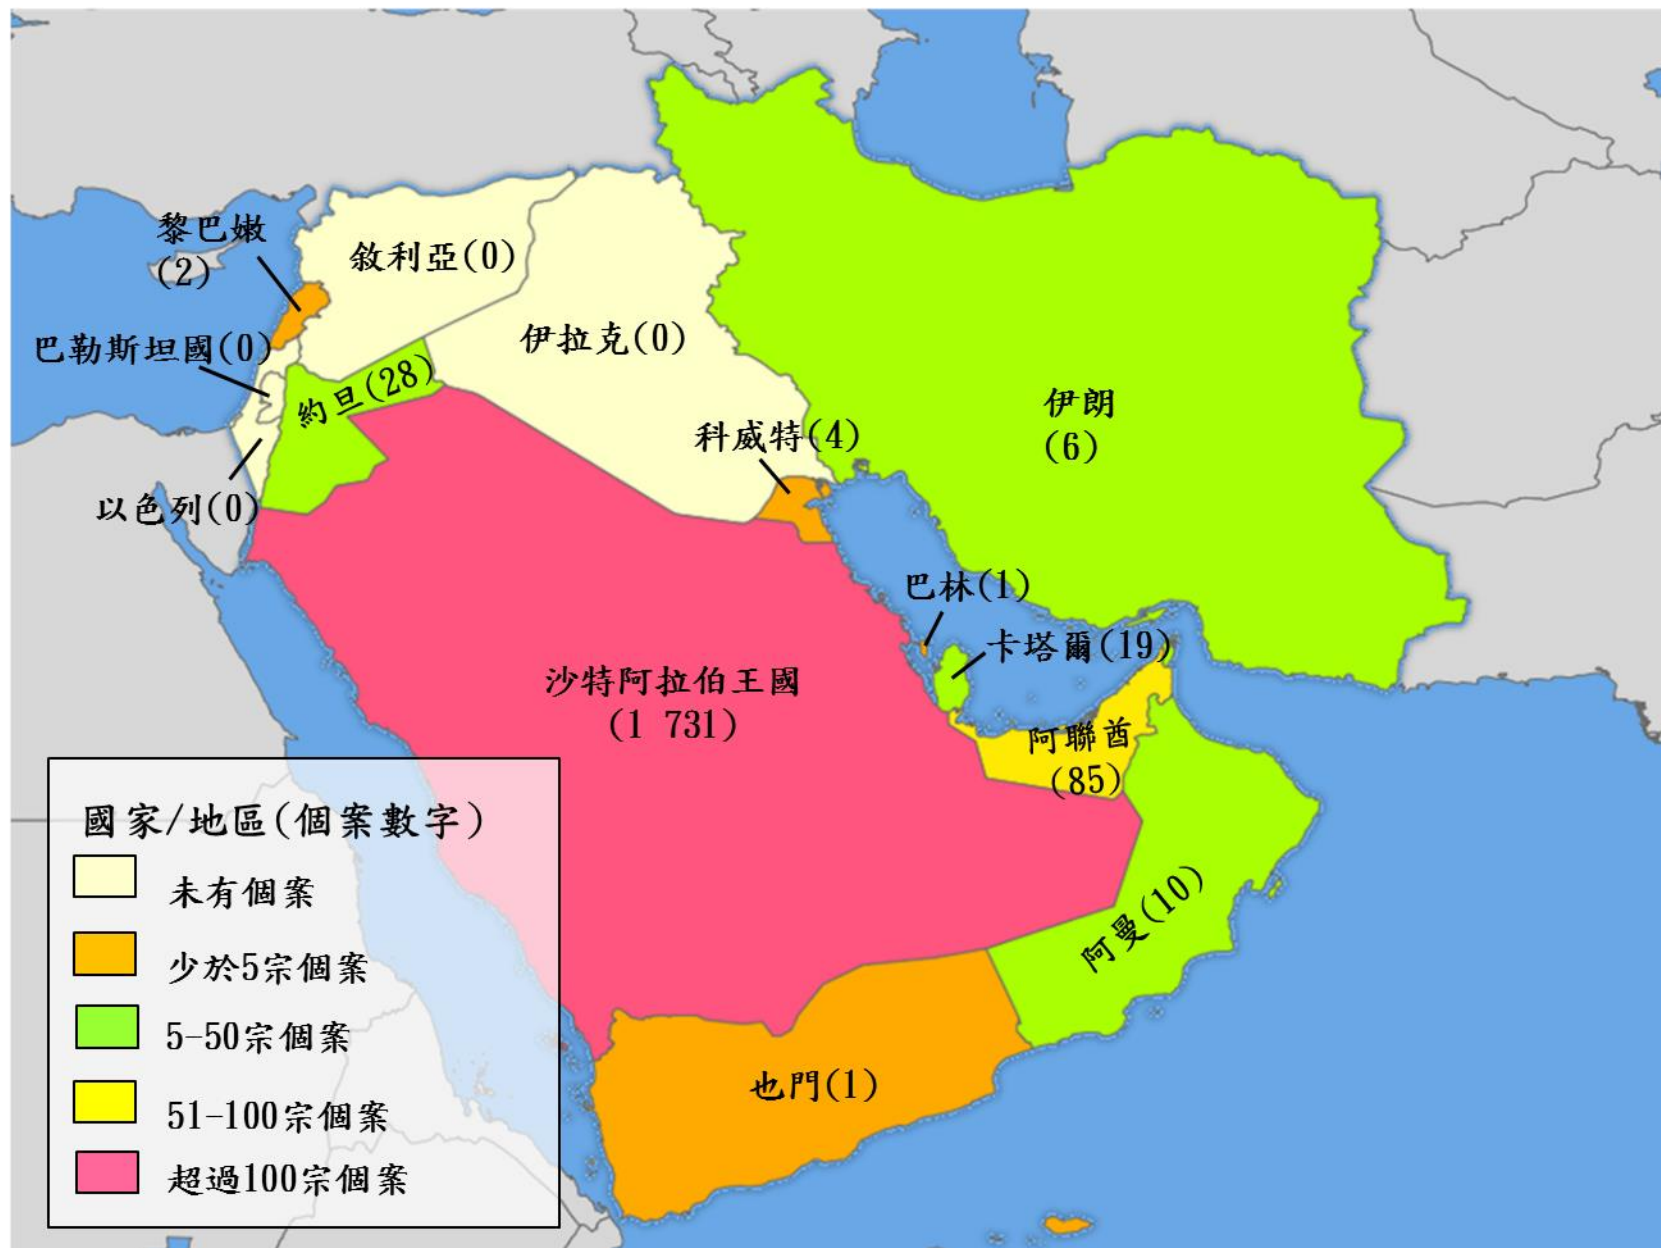 黎巴嫩
(2)
敘利亞(0)
巴勒斯坦國(0)
伊拉克(0)
約旦(28)
伊朗
(6)
科威特(4)
以色列(0)
巴林(1)
卡塔爾(19)
沙特阿拉伯王國
(1 731)
阿聯酋
(85)
阿曼(10)
也門(1)
國家/地區(個案數字)
未有個案
少於5宗個案
5-50宗個案
51-100宗個案
超過100宗個案